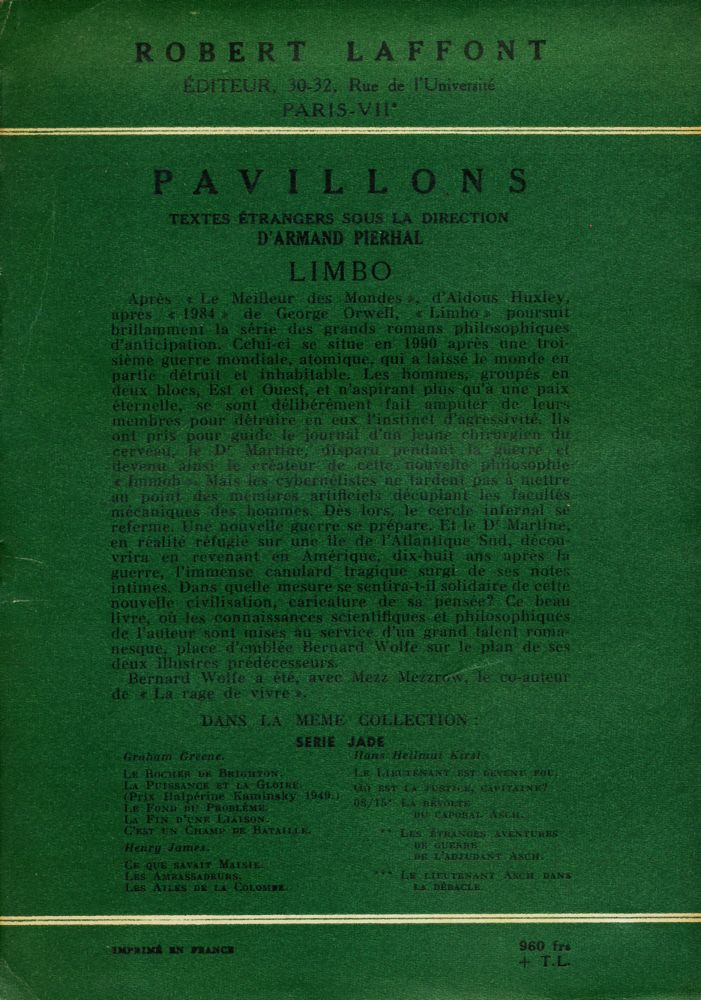 ROBERT LAFFONT
ÉDITEUR, 30-32, Rue de l'Université
PARIS-VIIe
PAVILLONS
TEXTES ÉTRANGERS SOUS LA DIRECTION
D'ARMAND PIERHAL
LIMBO
Après « Le Meilleur des Mondes », d'Aldous Huxley,
après « 1984 » de George Orwell, « Limbo » poursuit
brillamment la série des grands romans philosophiques
d'anticipation. Celui-ci se situe en 1990 après une troi-
sième guerre mondiale, atomique, qui a laissé le monde en
partie détruit et inhabitable. Les hommes, groupés en
deux blocs, Est et Ouest, et n'aspirant plus qu'à une paix
éternelle, se sont délibérément fait amputer de leurs
membres pour détruire en eux l'instinct d'agressivité. Ils
ont pris pour guide le journal d'un jeune chirurgien du
cerveau, le Dr Martine, disparu pendant la guerre et
devenu ainsi le créateur de cette nouvelle philosophie
« Immob ». Mais les cybernétistes ne tardent pas à mettre
au point des membres artificiels décuplant les facultés
mécaniques des hommes. Dès lors, le cercle infernal se
referme. Une nouvelle guerre se prépare. Et le Dr Martine,
en réalité réfugié sur une île de l'Atlantique Sud, décou-
vrira en revenant en Amérique, dix-huit ans après la
guerre, l'immense canulard tragique surgi de ses notes
intimes. Dans quelle mesure se sentira-t-il solidaire de cette
nouvelle civilisation, caricature de sa pensée? Ce beau
livre, où les connaissances scientifiques et philosophiques
de l'auteur sont mises au service d'un grand talent roma-
nesque, place d'emblée Bernard Wolfe sur le plan de ses
deux illustres prédécesseurs.
Bernard Wolfe a été, avec Mezz Mezzrow, le co-auteur
de « La rage de vivre ».
DANS LA MEME COLLECTION :
SERIE JADE
Graham Greene.
LE ROCHER DE BRIGHTON.
LA PUISSANCE ET LA GLOIRE.
(Prix Halpérine Kaminsky 1949.)
LE FOND DU PROBLÈME.
LA FIN D'UNE LIAISON.
C'EST UN CHAMP DE BATAILLE.
Henry James.
CE QUE SAVAIT MAISIE.
LES AMBASSADEURS.
LES AILES DE LA COLOMBE.
Hans Hellmut Kirst.
LE LIEUTENANT EST DEVENU FOU.
OÙ EST LA JUSTICE, CAPITAINE?
08/15* LA RÉVOLTE
DU CAPORAL ASCH.
** LES ÉTRANGES AVENTURES
DE GUERRE
DE L'ADJUDANT ASCH.
*** LE LIEUTENANT ASCH DANS
LA DÉBACLE.
IMPRIMÉ EN FRANCE
960 frs
+ T.L.